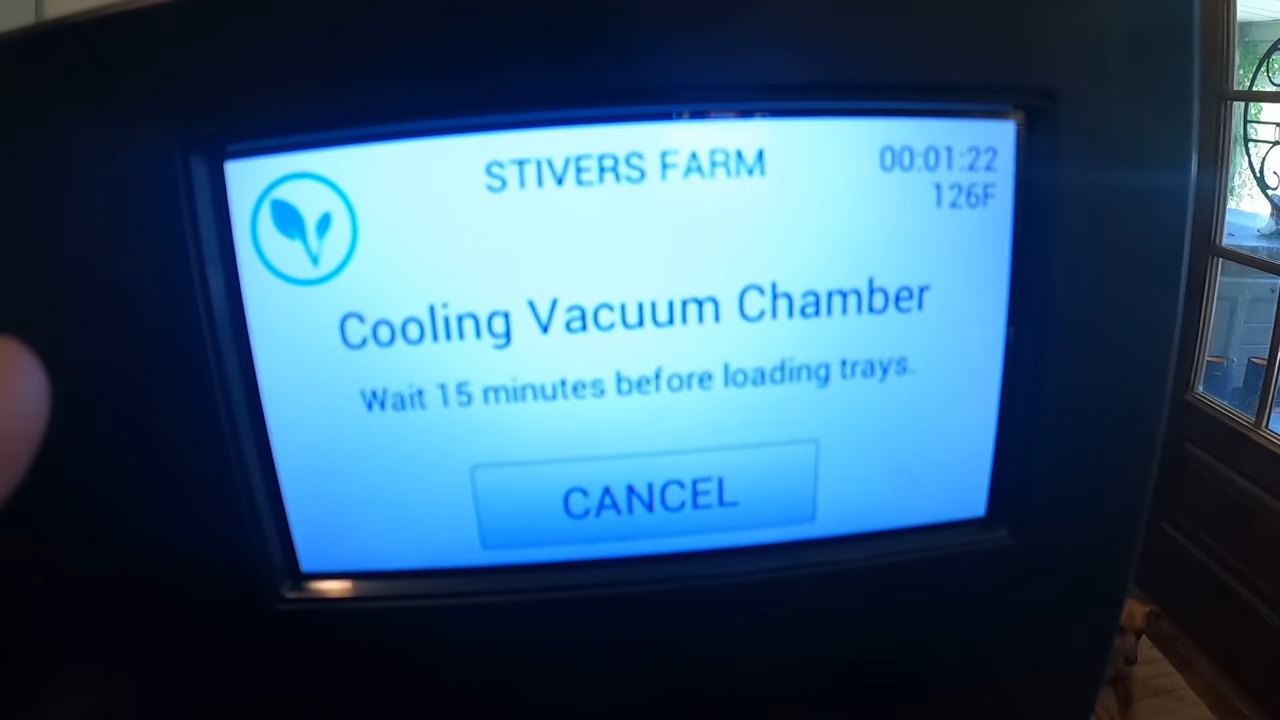 STIVERS FARM
00:01:22
126F
Cooling Vacuum Chamber
Wait 15 minutes before loading trays.
CANCEL